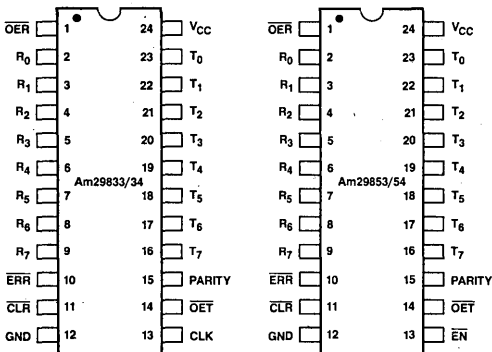 OER 1 24 VCC
R0 2 23 T0
R1 3 22 T1
R2 4 21 T2
R3 5 20 T3
R4 6 19 T4
Am29833/34
R5 7 18 T5
R6 8 17 T6
R7 9 16 T7
ERR 10 15 PARITY
CLR 11 14 OET
GND 12 13 CLK
OER 1 24 VCC
R0 2 23 T0
R1 3 22 T1
R2 4 21 T2
R3 5 20 T3
R4 6 19 T4
Am29853/54
R5 7 18 T5
R6 8 17 T6
R7 9 16 T7
ERR 10 15 PARITY
CLR 11 14 OET
GND 12 13 EN